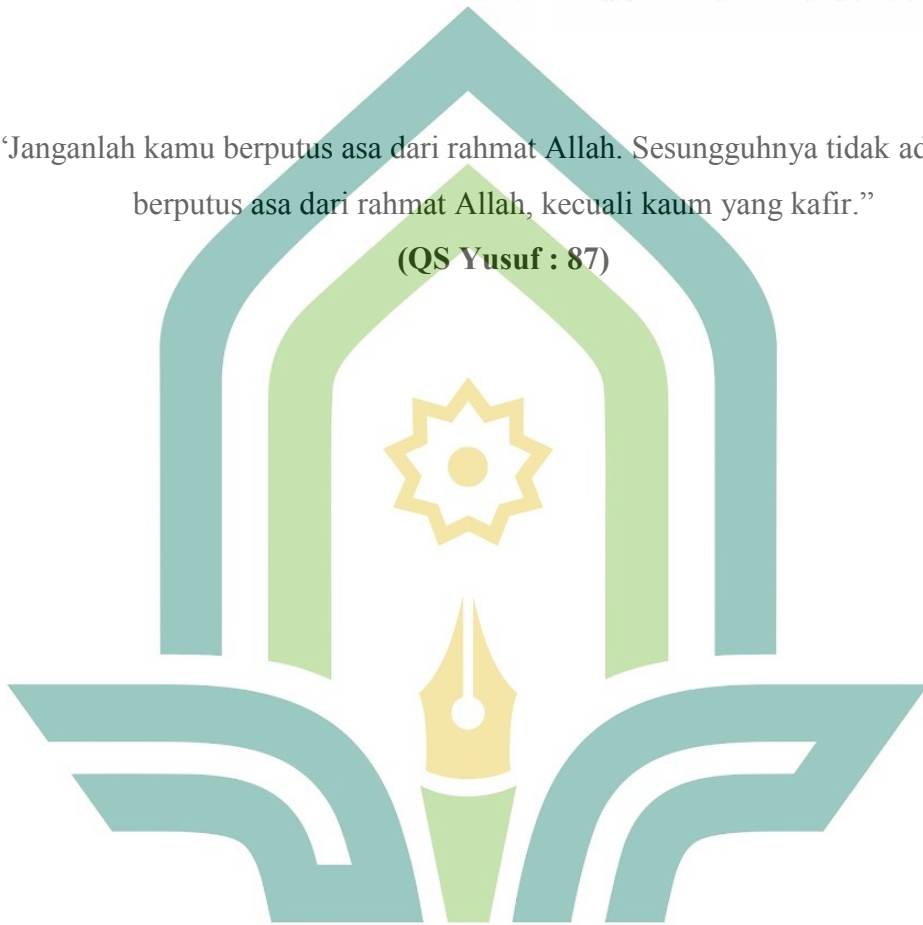 “Janganlah kamu berputus asa dari rahmat Allah. Sesungguhnya tidak
berputus asa dari rahmat Allah, kecuali kaum yang kafir.”
(QS Yusuf : 87)